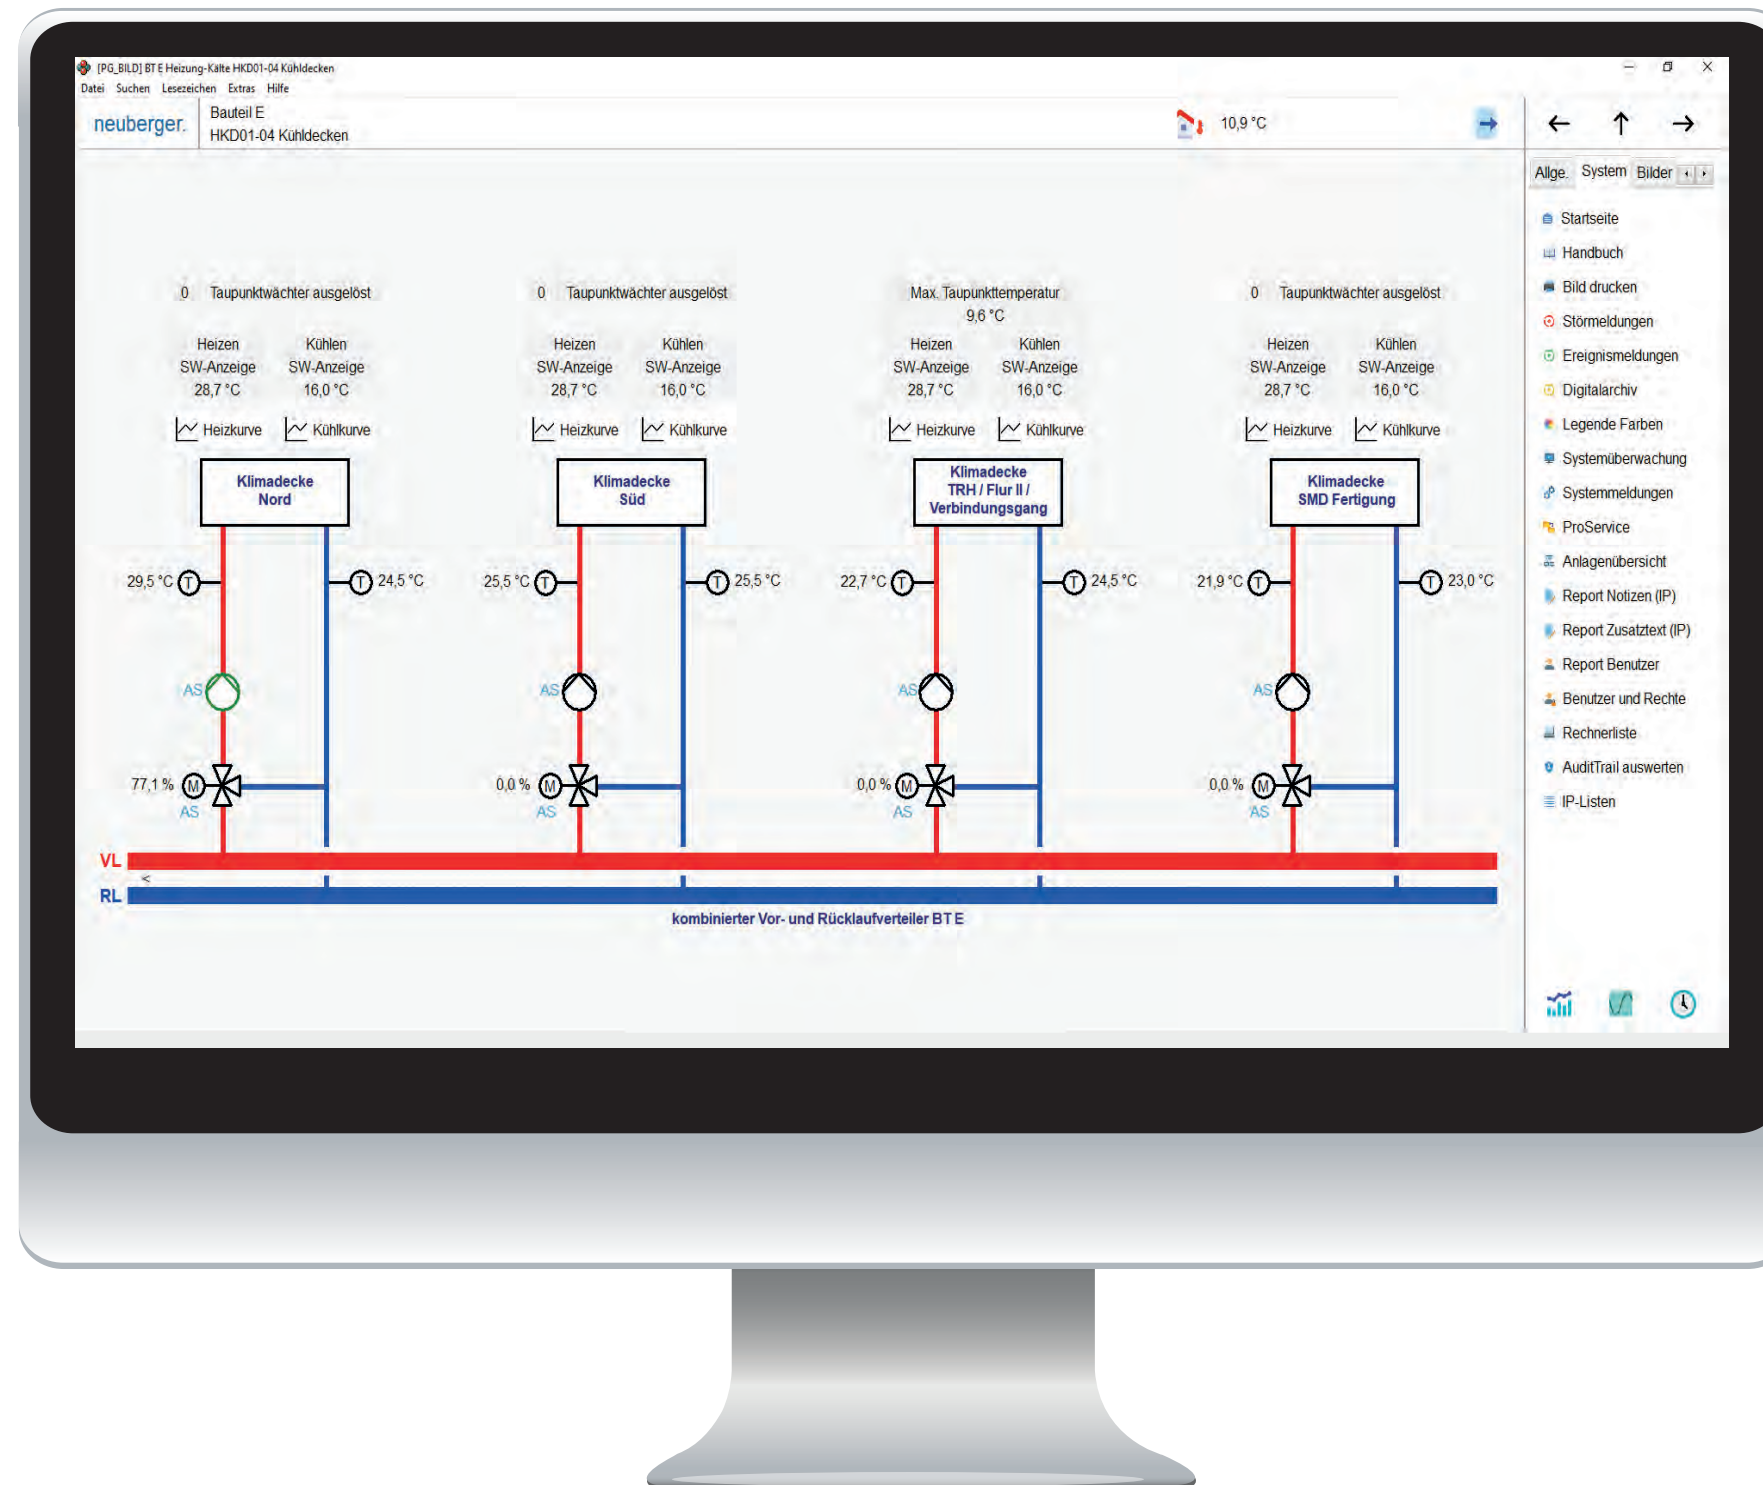 [PG_BILD] BT E Heizung-Kälte HKD01-04 Kühldecken
Datei Suchen Lesezeichen Extras Hilfe
neuberger.
Bauteil E
HKD01-04 Kühldecken
10,9 °C
Allge. System Bilder
Startseite
Handbuch
Bild drucken
Störmeldungen
Ereignismeldungen
Digitalarchiv
Legende Farben
Systemüberwachung
Systemmeldungen
ProService
Anlagenübersicht
Report Notizen (IP)
Report Zusatztext (IP)
Report Benutzer
Benutzer und Rechte
Rechnerliste
AuditTrail auswerten
IP-Listen
0 Taupunktwächter ausgelöst
Heizen Kühlen
SW-Anzeige SW-Anzeige
28,7 °C 16,0 °C
Heizkurve Kühlkurve
Klimadecke
Nord
29,5 °C T T 24,5 °C
AS
77,1 % M
AS
0 Taupunktwächter ausgelöst
Heizen Kühlen
SW-Anzeige SW-Anzeige
28,7 °C 16,0 °C
Heizkurve Kühlkurve
Klimadecke
Süd
25,5 °C T T 25,5 °C
AS
0,0 % M
AS
Max. Taupunkttemperatur
9,6 °C
Heizen Kühlen
SW-Anzeige SW-Anzeige
28,7 °C 16,0 °C
Heizkurve Kühlkurve
Klimadecke
TRH / Flur II /
Verbindungsgang
22,7 °C T T 24,5 °C
AS
0,0 % M
AS
0 Taupunktwächter ausgelöst
Heizen Kühlen
SW-Anzeige SW-Anzeige
28,7 °C 16,0 °C
Heizkurve Kühlkurve
Klimadecke
SMD Fertigung
21,9 °C T T 23,0 °C
AS
0,0 % M
AS
VL
<
RL
kombinierter Vor- und Rücklaufverteiler BT E